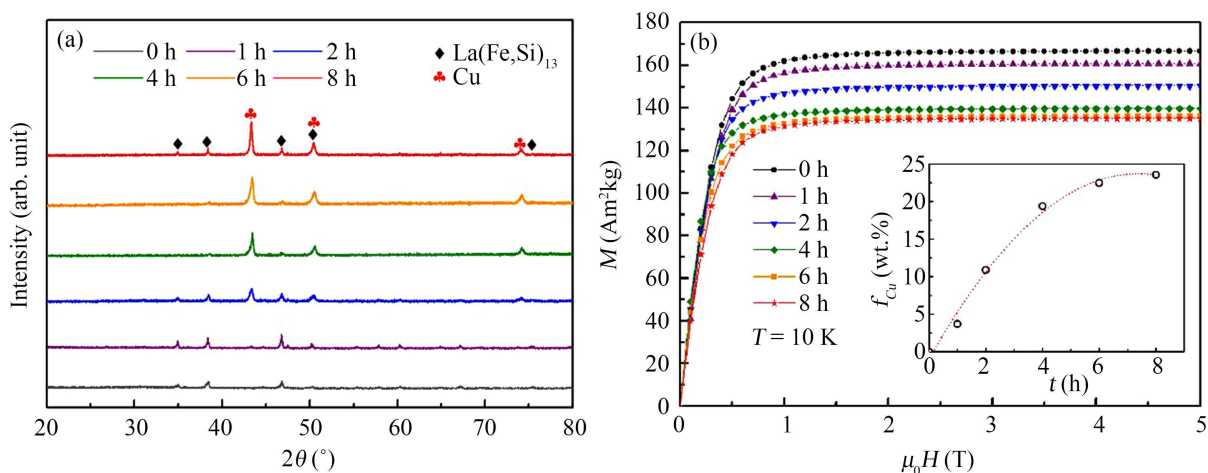 (a)
0 h 1 h 2 h
4 h 6 h 8 h
♦ La(Fe,Si)₁₃
♣ Cu
Intensity (arb. unit)
20 30 40 50 60 70 80
2θ (°)
(b)
180
160
140
120
100
80
60
40
20
0
M (Am²kg)
0 h
1 h
2 h
4 h
6 h
8 h
T = 10 K
0 1 2 3 4 5
μ₀H (T)
25
20
15
10
5
0
f_Cu (wt.%)
0 2 4 6 8
t (h)